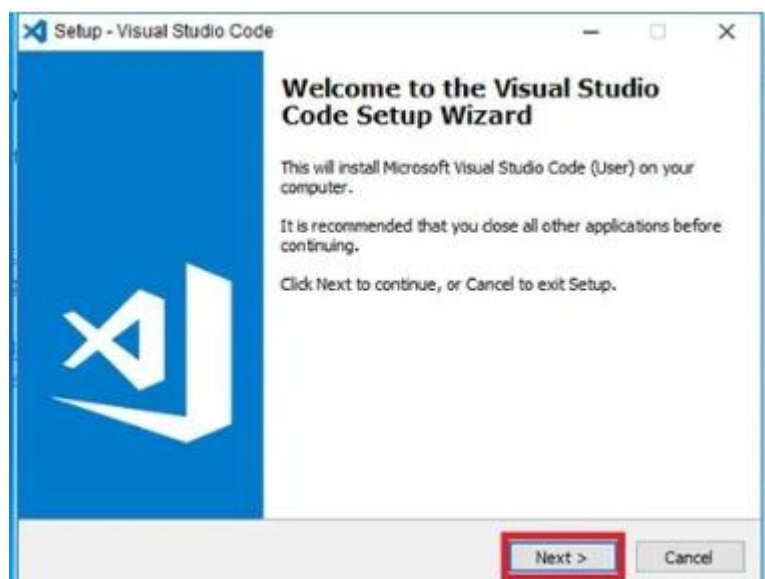 Setup - Visual Studio Code
Welcome to the Visual Studio
Code Setup Wizard
This will install Microsoft Visual Studio Code (User) on your
computer.
It is recommended that you close all other applications before
continuing.
Click Next to continue, or Cancel to exit Setup.
Next >
Cancel